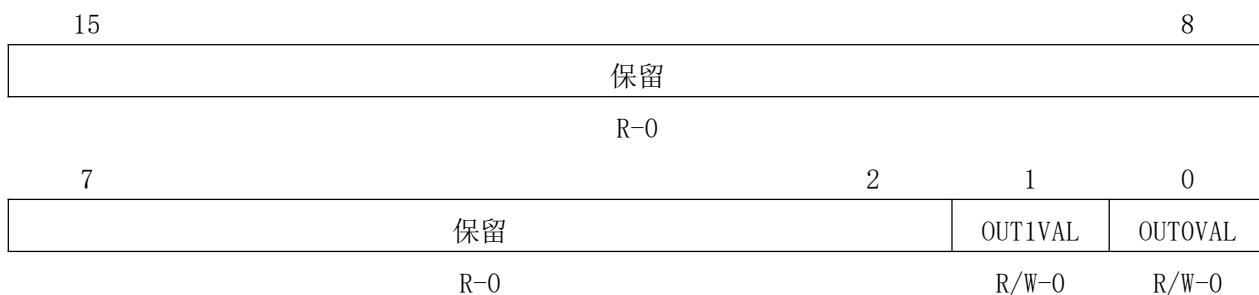 15 8
保留
R-0
7 2 1 0
保留 OUT1VAL OUT0VAL
R-0 R/W-0 R/W-0